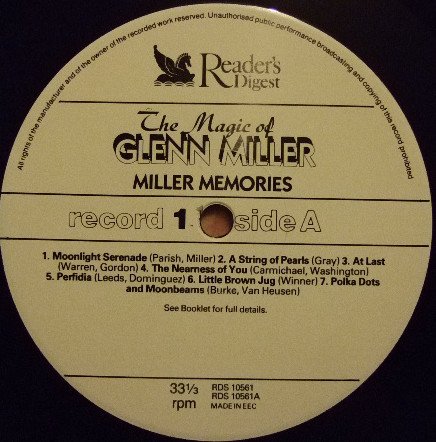 All rights of the manufacturer and of the owner of the recorded work reserved. Unauthorised public performance broadcasting and copying of this record prohibited
Reader's
Digest
The Magic of
GLENN MILLER
MILLER MEMORIES
record 1 side A
1. Moonlight Serenade (Parish, Miller) 2. A String of Pearls (Gray) 3. At Last
(Warren, Gordon) 4. The Nearness of You (Carmichael, Washington)
5. Perfidia (Leeds, Dominguez) 6. Little Brown Jug (Winner) 7. Polka Dots
and Moonbeams (Burke, Van Heusen)
See Booklet for full details.
33⅓ RDS 10561
RDS 10561A
rpm MADE IN EEC